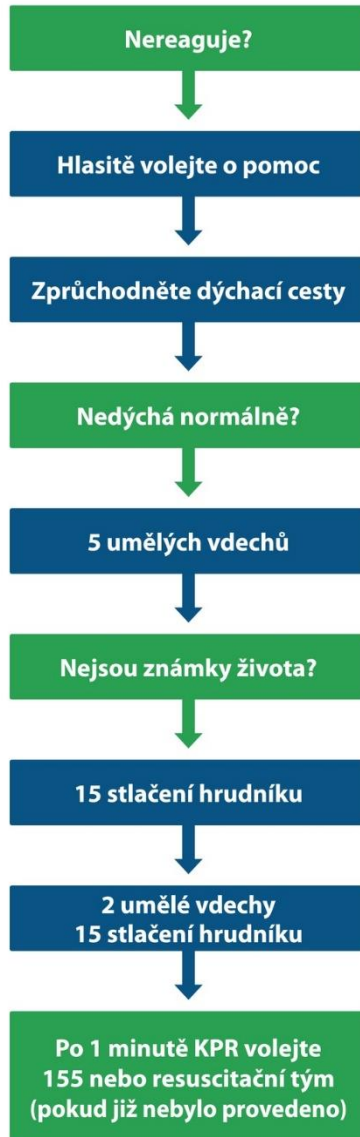 Nereaguje?
Hlasitě volejte o pomoc
Zprůchodněte dýchací cesty
Nedýchá normálně?
5 umělých vdechů
Nejsou známky života?
15 stlačení hrudníku
2 umělé vdechy
15 stlačení hrudníku
Po 1 minutě KPR volejte
155 nebo resuscitační tým
(pokud již nebylo provedeno)